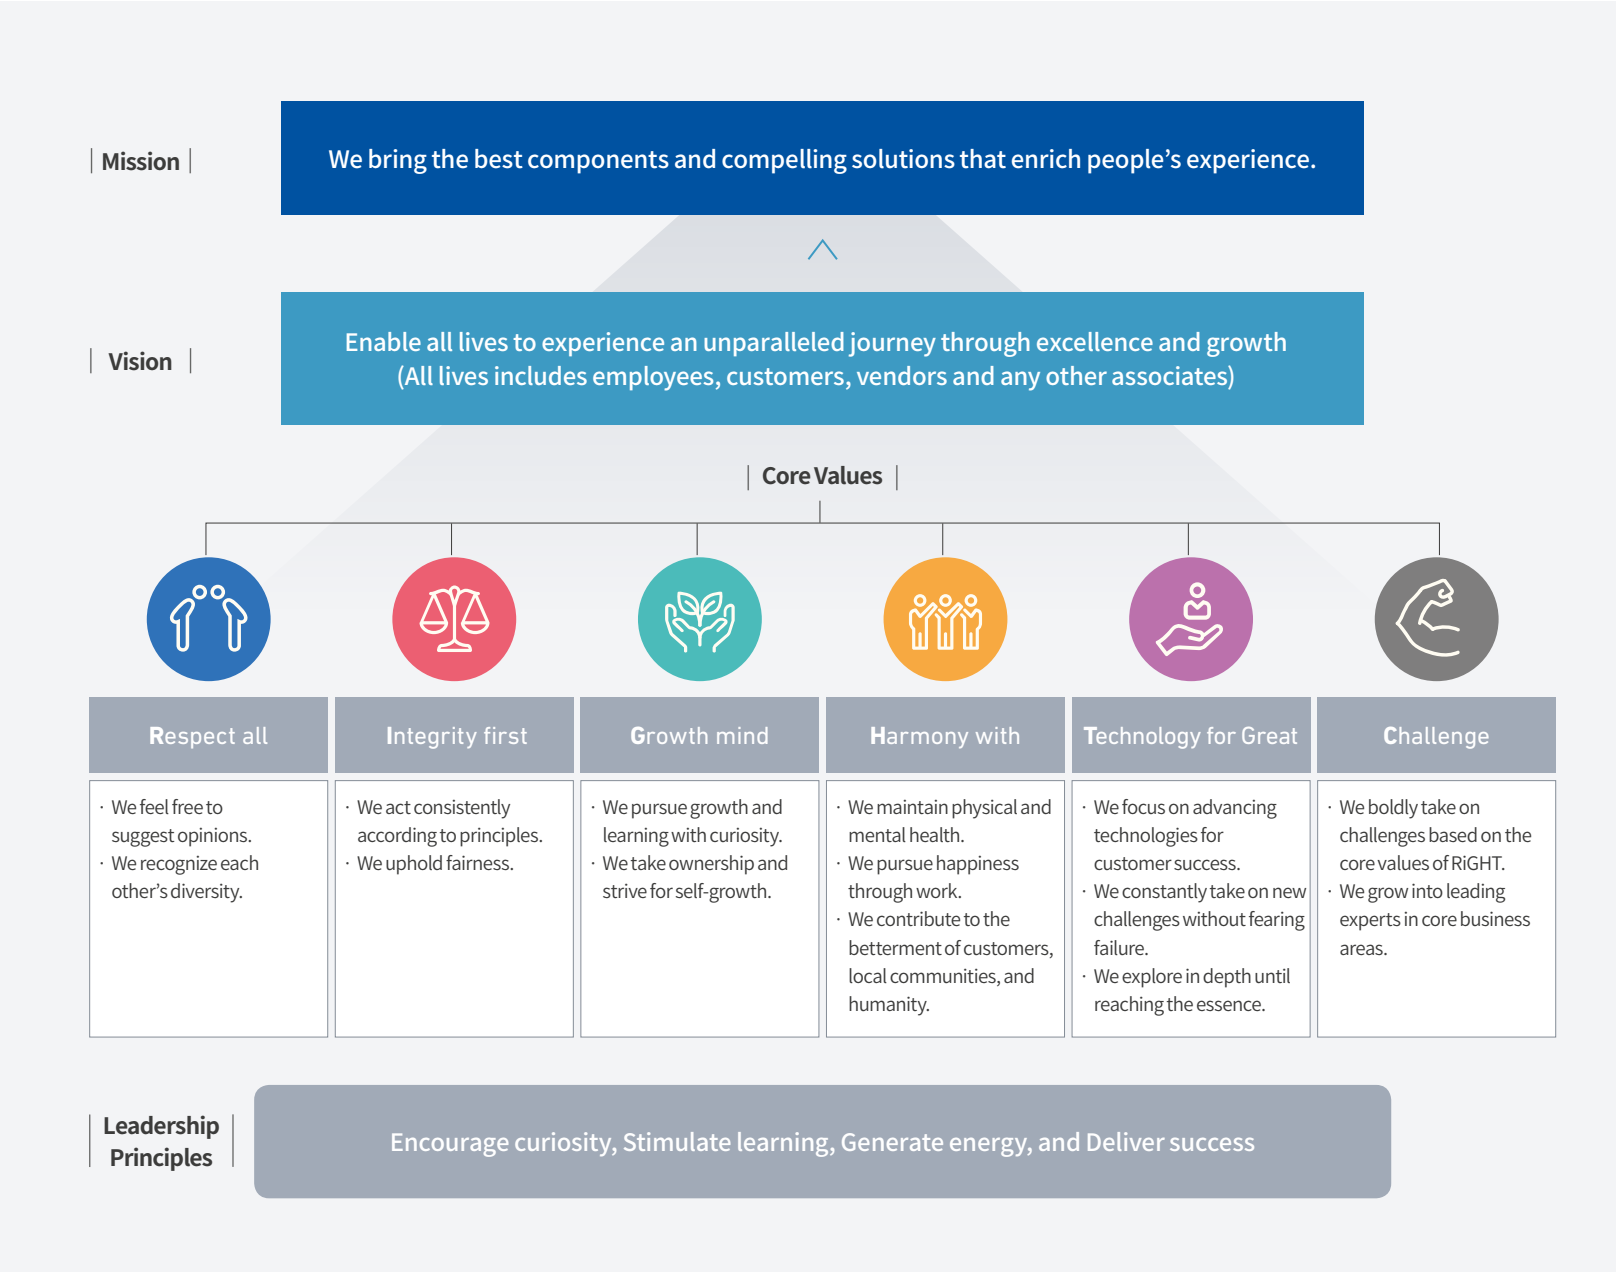 Mission
We bring the best components and compelling solutions that enrich people’s experience.
Vision
Enable all lives to experience an unparalleled journey through excellence and growth
(All lives includes employees, customers, vendors and any other associates)
Core Values
Respect all
· We feel free to
suggest opinions.
· We recognize each
other’s diversity.
Integrity first
· We act consistently
according to principles.
· We uphold fairness.
Growth mind
· We pursue growth and
learning with curiosity.
· We take ownership and
strive for self-growth.
Harmony with
· We maintain physical and
mental health.
· We pursue happiness
through work.
· We contribute to the
betterment of customers,
local communities, and
humanity.
Technology for Great
· We focus on advancing
technologies for
customer success.
· We constantly take on new
challenges without fearing
failure.
· We explore in depth until
reaching the essence.
Challenge
· We boldly take on
challenges based on the
core values of RiGHT.
· We grow into leading
experts in core business
areas.
Leadership
Principles
Encourage curiosity, Stimulate learning, Generate energy, and Deliver success